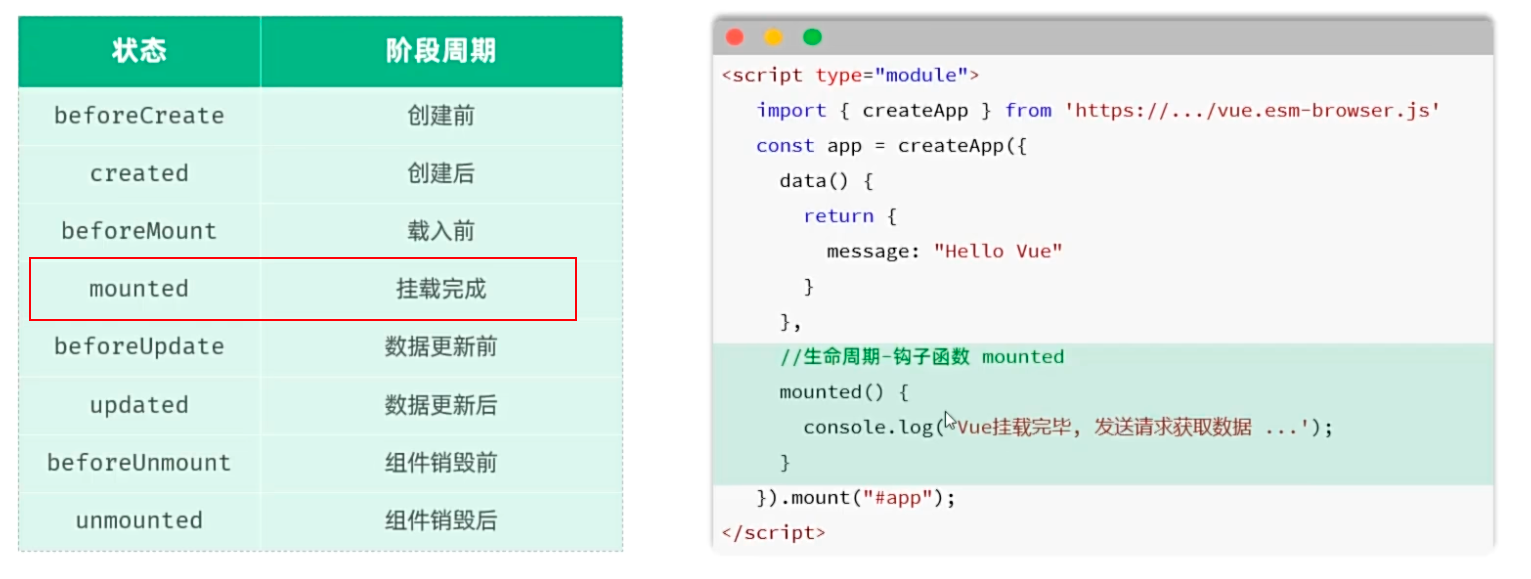 状态 阶段周期
beforeCreate 创建前
created 创建后
beforeMount 载入前
mounted 挂载完成
beforeUpdate 数据更新前
updated 数据更新后
beforeUnmount 组件销毁前
unmounted 组件销毁后
<script type="module">
import { createApp } from 'https://.../vue.esm-browser.js'
const app = createApp({
data() {
return {
message: "Hello Vue"
}
},
//生命周期-钩子函数 mounted
mounted() {
console.log('Vue挂载完毕, 发送请求获取数据 ...');
}
}).mount("#app");
</script>